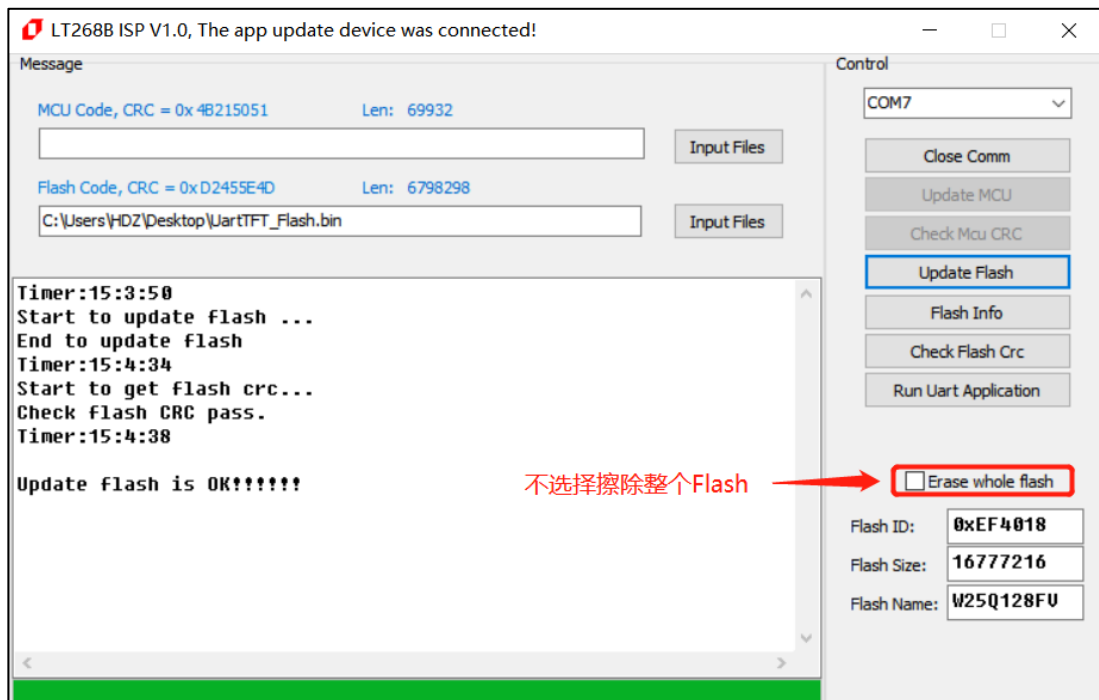 LT268B ISP V1.0, The app update device was connected!
Message
MCU Code, CRC = 0x 4B215051 Len: 69932
Input Files
Flash Code, CRC = 0xD2455E4D Len: 6798298
C:\Users\HDZ\Desktop\UartTFT_Flash.bin
Input Files
Timer:15:3:50
Start to update flash ...
End to update flash
Timer:15:4:34
Start to get flash crc...
Check flash CRC pass.
Timer:15:4:38
Update flash is OK!!!!!!
不选择擦除整个Flash
Control
COM7
Close Comm
Update MCU
Check Mcu CRC
Update Flash
Flash Info
Check Flash Crc
Run Uart Application
Erase whole flash
Flash ID: 0xEF4018
Flash Size: 16777216
Flash Name: W25Q128FV